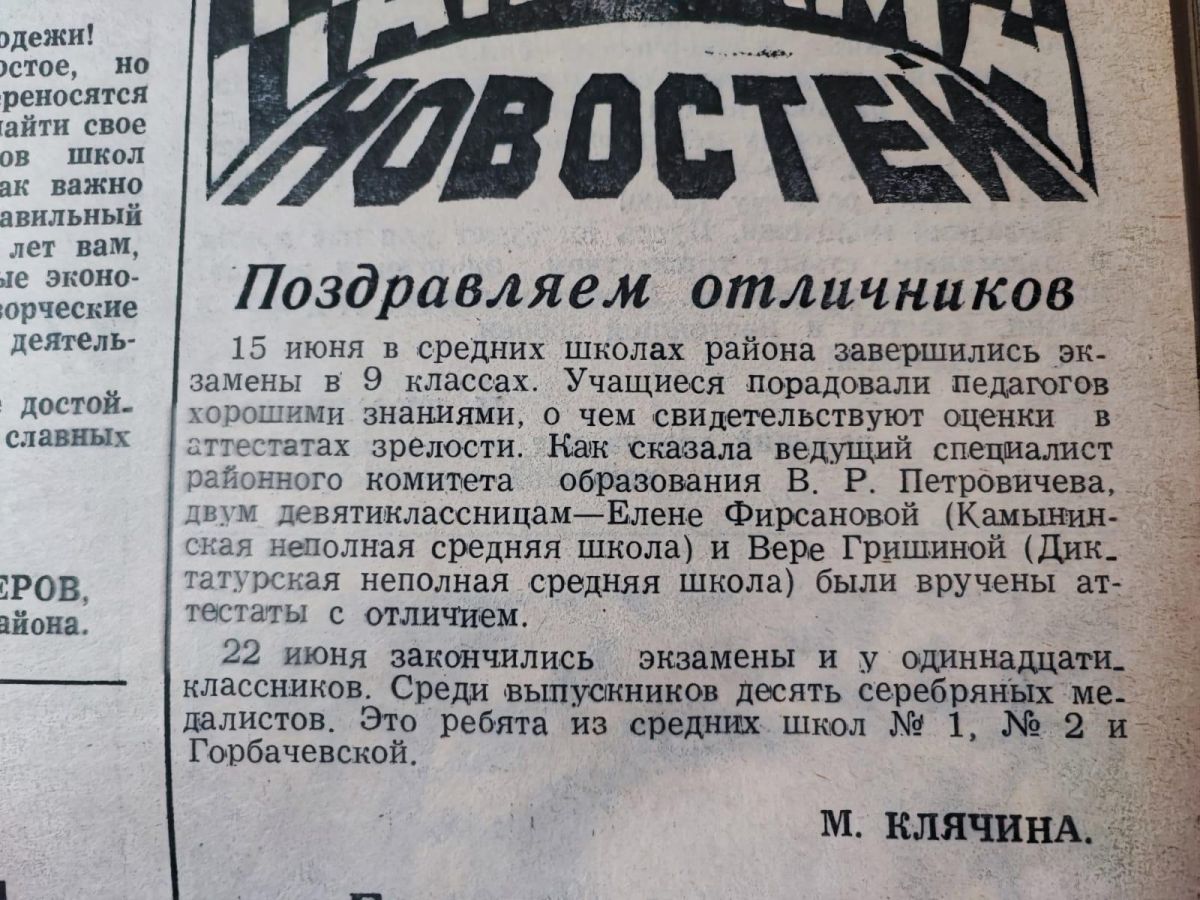 одежи!
остое, но
ереносятся
айти свое
ов школ
ак важно
авильный
лет вам,
ые эконо-
ворческие
деятель-
достой-
славных
ЕРОВ,
айона.
НОВОСТЕЙ
Поздравляем отличников
15 июня в средних школах района завершились эк-
замены в 9 классах. Учащиеся порадовали педагогов
хорошими знаниями, о чем свидетельствуют оценки в
аттестатах зрелости. Как сказала ведущий специалист
районного комитета образования В. Р. Петровичева,
двум девятиклассницам—Елене Фирсановой (Камынин-
ская неполная средняя школа) и Вере Гришиной (Дик-
татурская неполная средняя школа) были вручены ат-
тестаты с отличием.
22 июня закончились экзамены и у одиннадцати-
классников. Среди выпускников десять серебряных ме-
далистов. Это ребята из средних школ № 1, № 2 и
Горбачевской.
М. КЛЯЧИНА.